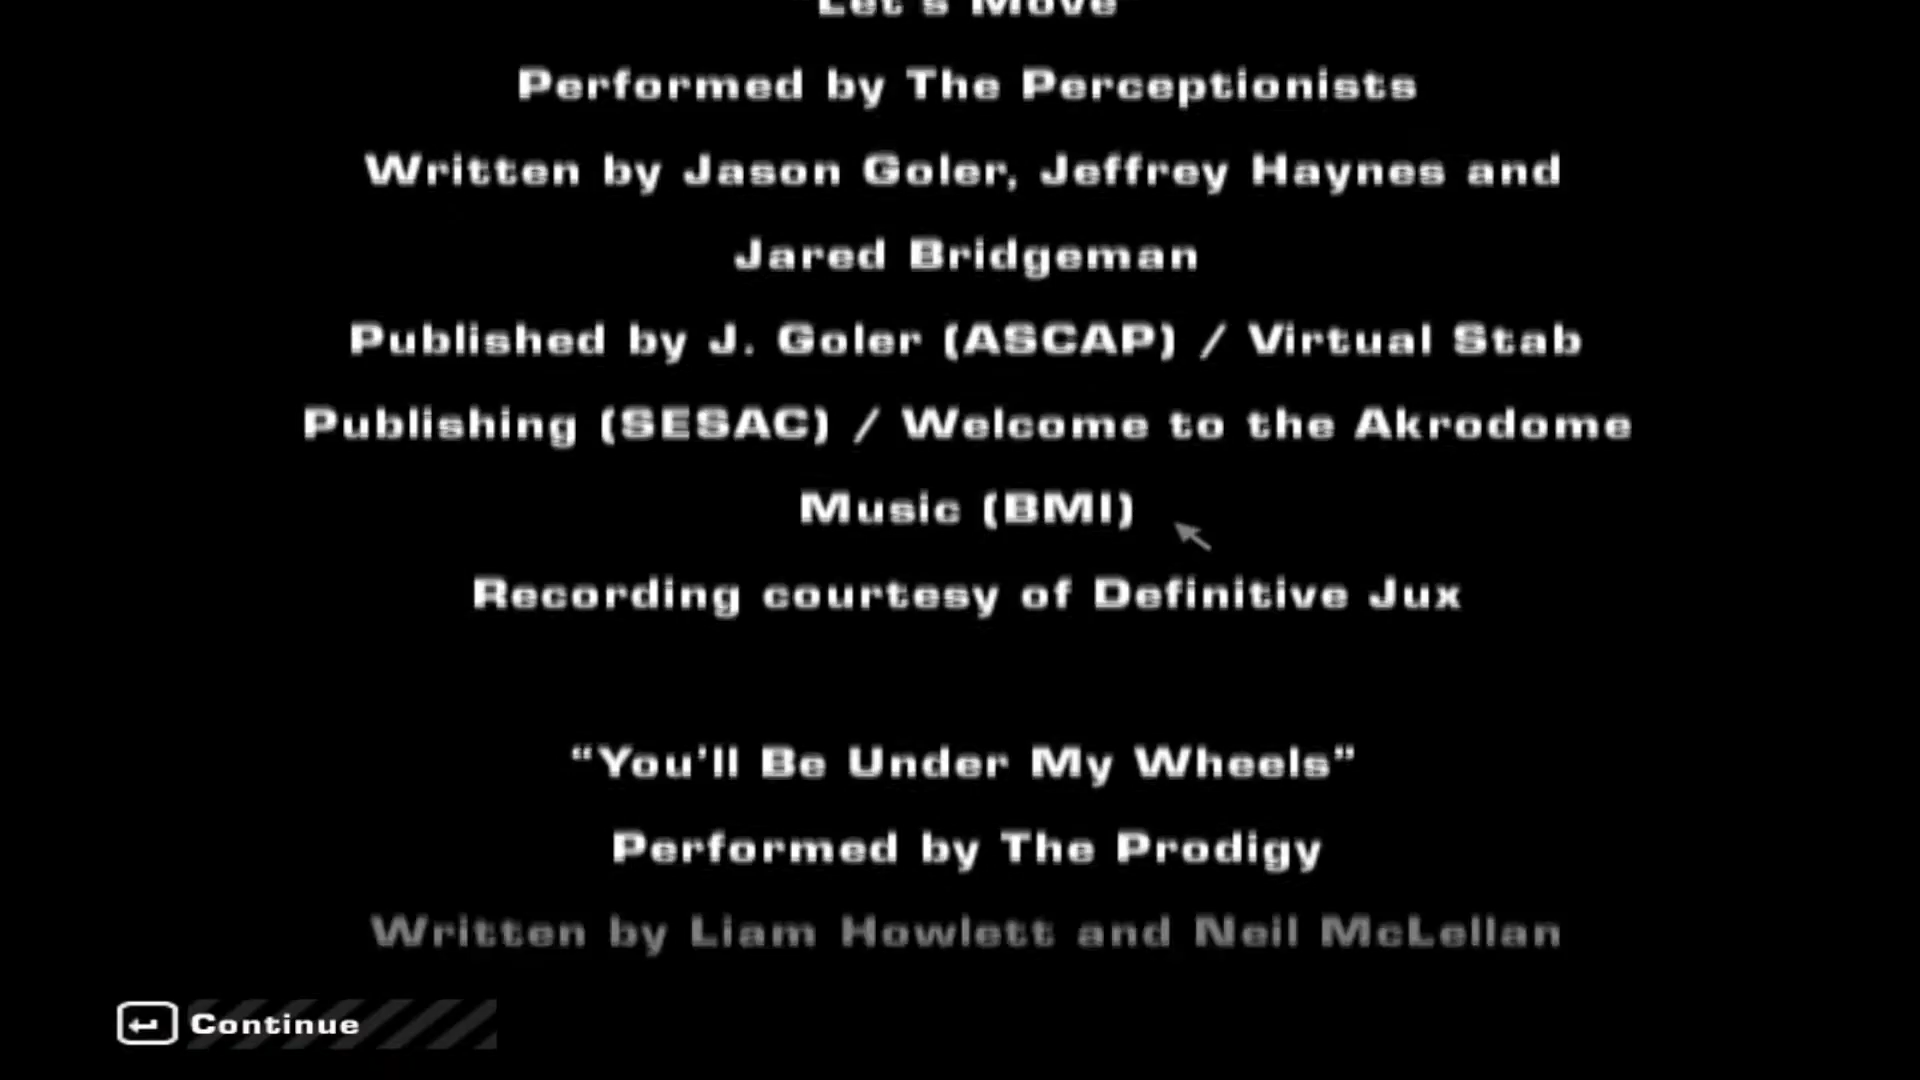 "Let's Move"
Performed by The Perceptionists
Written by Jason Goler, Jeffrey Haynes and
Jared Bridgeman
Published by J. Goler (ASCAP) / Virtual Stab
Publishing (SESAC) / Welcome to the Akrodome
Music (BMI)
Recording courtesy of Definitive Jux
“You’ll Be Under My Wheels”
Performed by The Prodigy
Written by Liam Howlett and Neil McLellan
Continue